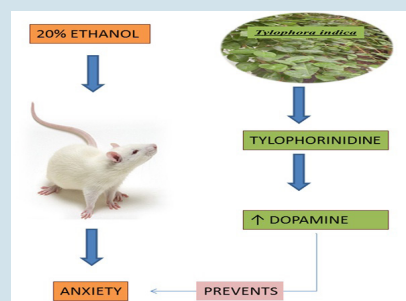 20% ETHANOL
Tylophora indica
TYLOPHORINIDINE
↑ DOPAMINE
ANXIETY
PREVENTS